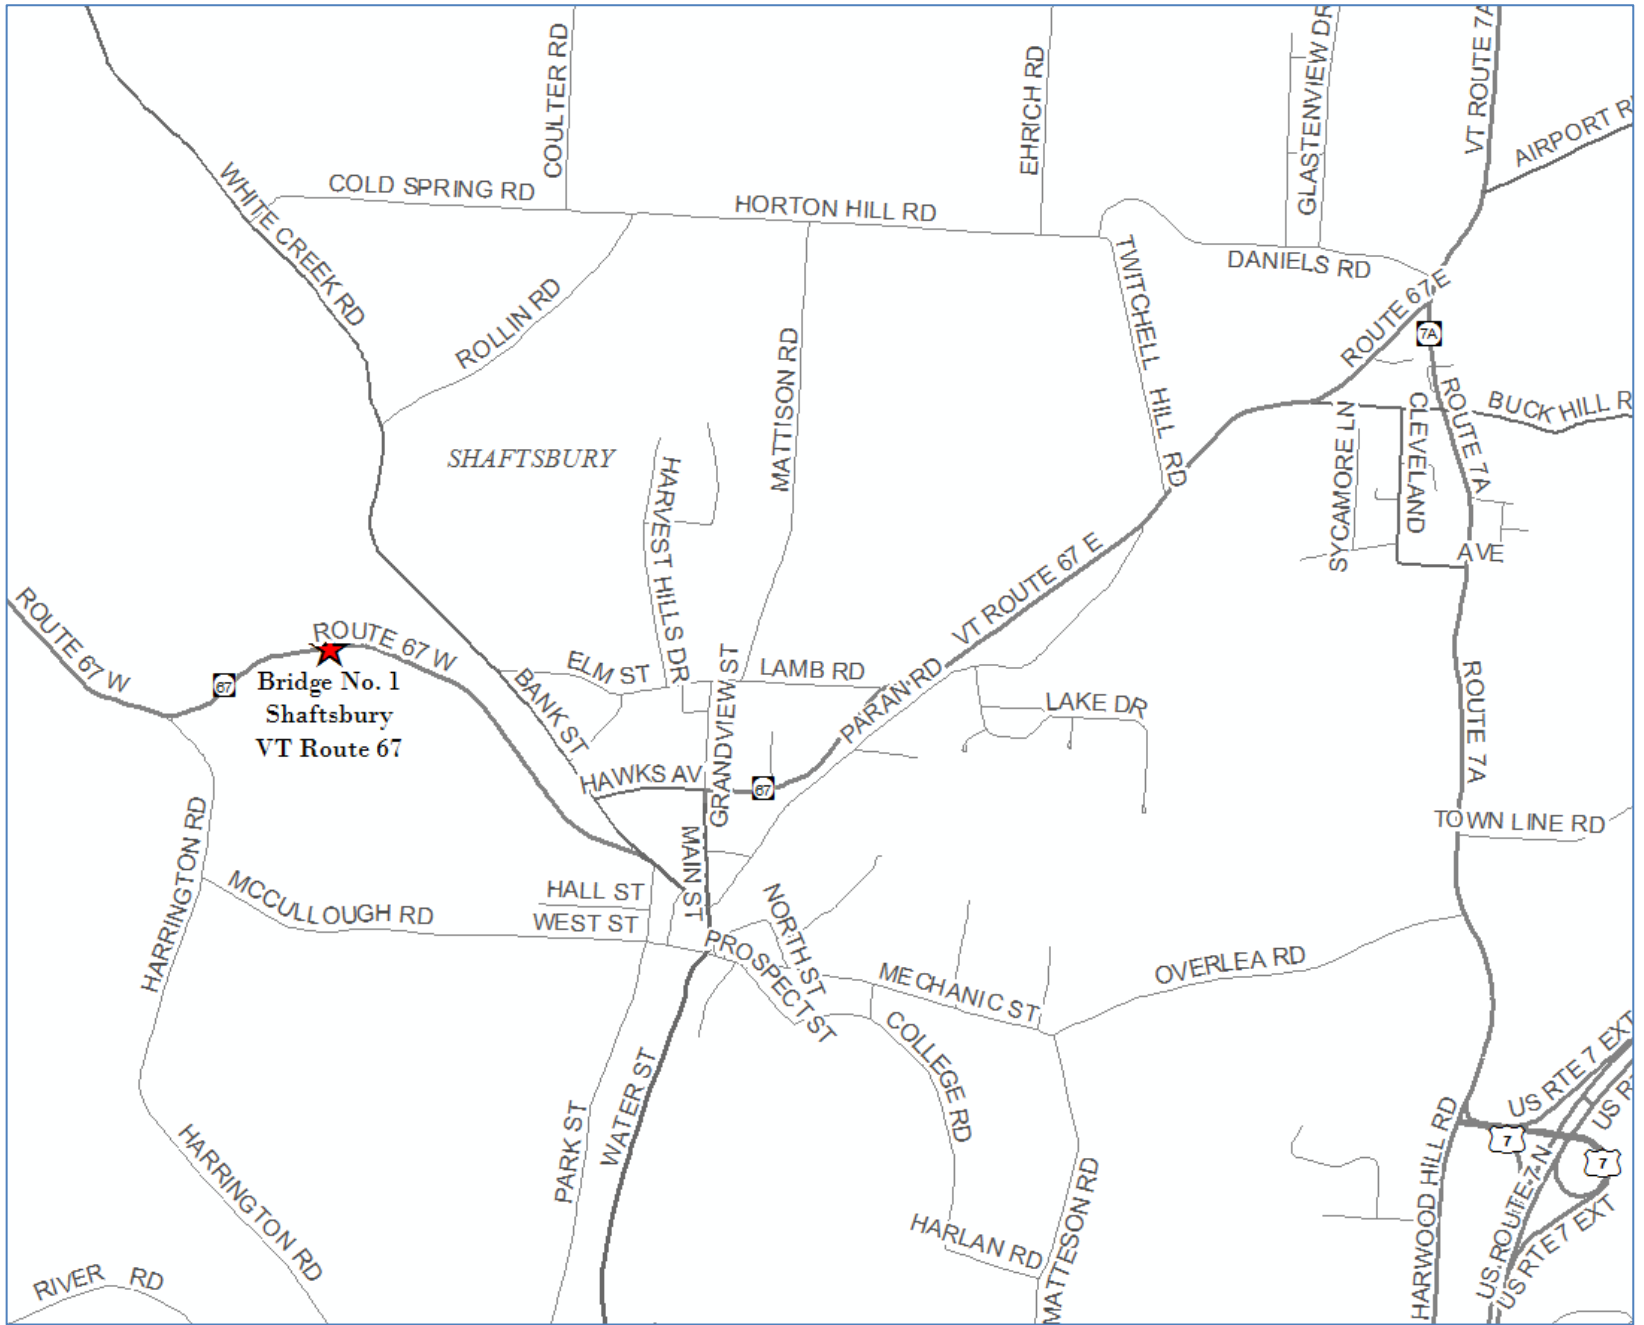 COULTER RD
EHRICH RD
GLASTENVIEW DR
VT ROUTE 7A
AIRPORT R
WHITE CREEK RD
COLD SPRING RD
HORTON HILL RD
TWITCHELL HILL RD
DANIELS RD
ROUTE 67 E
7A
ROLLIN RD
MATTISON RD
SYCAMORE LN
CLEVELAND
AVE
ROUTE 7A
BUCK HILL R
SHAFTSBURY
HARVEST HILLS DR
VT ROUTE 67 E
ROUTE 67 W
67
ROUTE 67 W
Bridge No. 1
Shaftsbury
VT Route 67
BANK ST
ELM ST
GRANDVIEW ST
LAMB RD
PARAN RD
LAKE DR
ROUTE 7A
HAWKS AV
67
TOWN LINE RD
HARRINGTON RD
MCCULLOUGH RD
HALL ST
WEST ST
MAIN ST
NORTH ST
PROSPECT ST
MECHANIC ST
OVERLEA RD
COLLEGE RD
US RTE 7 EXT
US R
7
7
HARRINGTON RD
PARK ST
WATER ST
HARLAN RD
MATTESON RD
HARWOOD HILL RD
US ROUTE 7 N
US RTE 7 EXT
RIVER RD